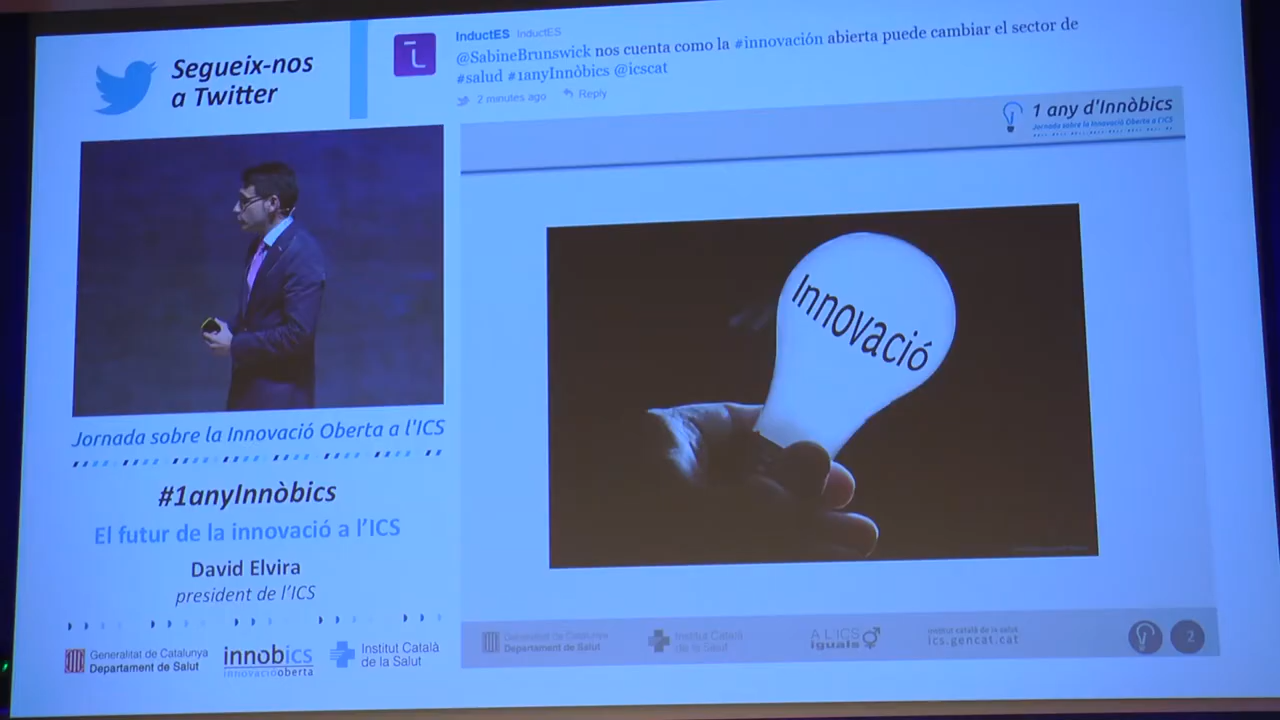 Segueix-nos
a Twitter
InductES InductES
@SabineBrunswick nos cuenta como la #innovación abierta puede cambiar el sector de
#salud #1anyInnòbics @icscat
2 minutes ago Reply
1 any d'Innòbics
Jornada sobre la Innovació Oberta a l'ICS
Innovació
Jornada sobre la Innovació Oberta a l'ICS
#1anyInnòbics
El futur de la innovació a l'ICS
David Elvira
president de l'ICS
Generalitat de Catalunya
Departament de Salut
innobics
innovacióoberta
Institut Català
de la Salut
Generalitat de Catalunya
Departament de Salut
Institut Català
de la Salut
A L'ICS
iguals
institut català de la salut
ics.gencat.cat
2